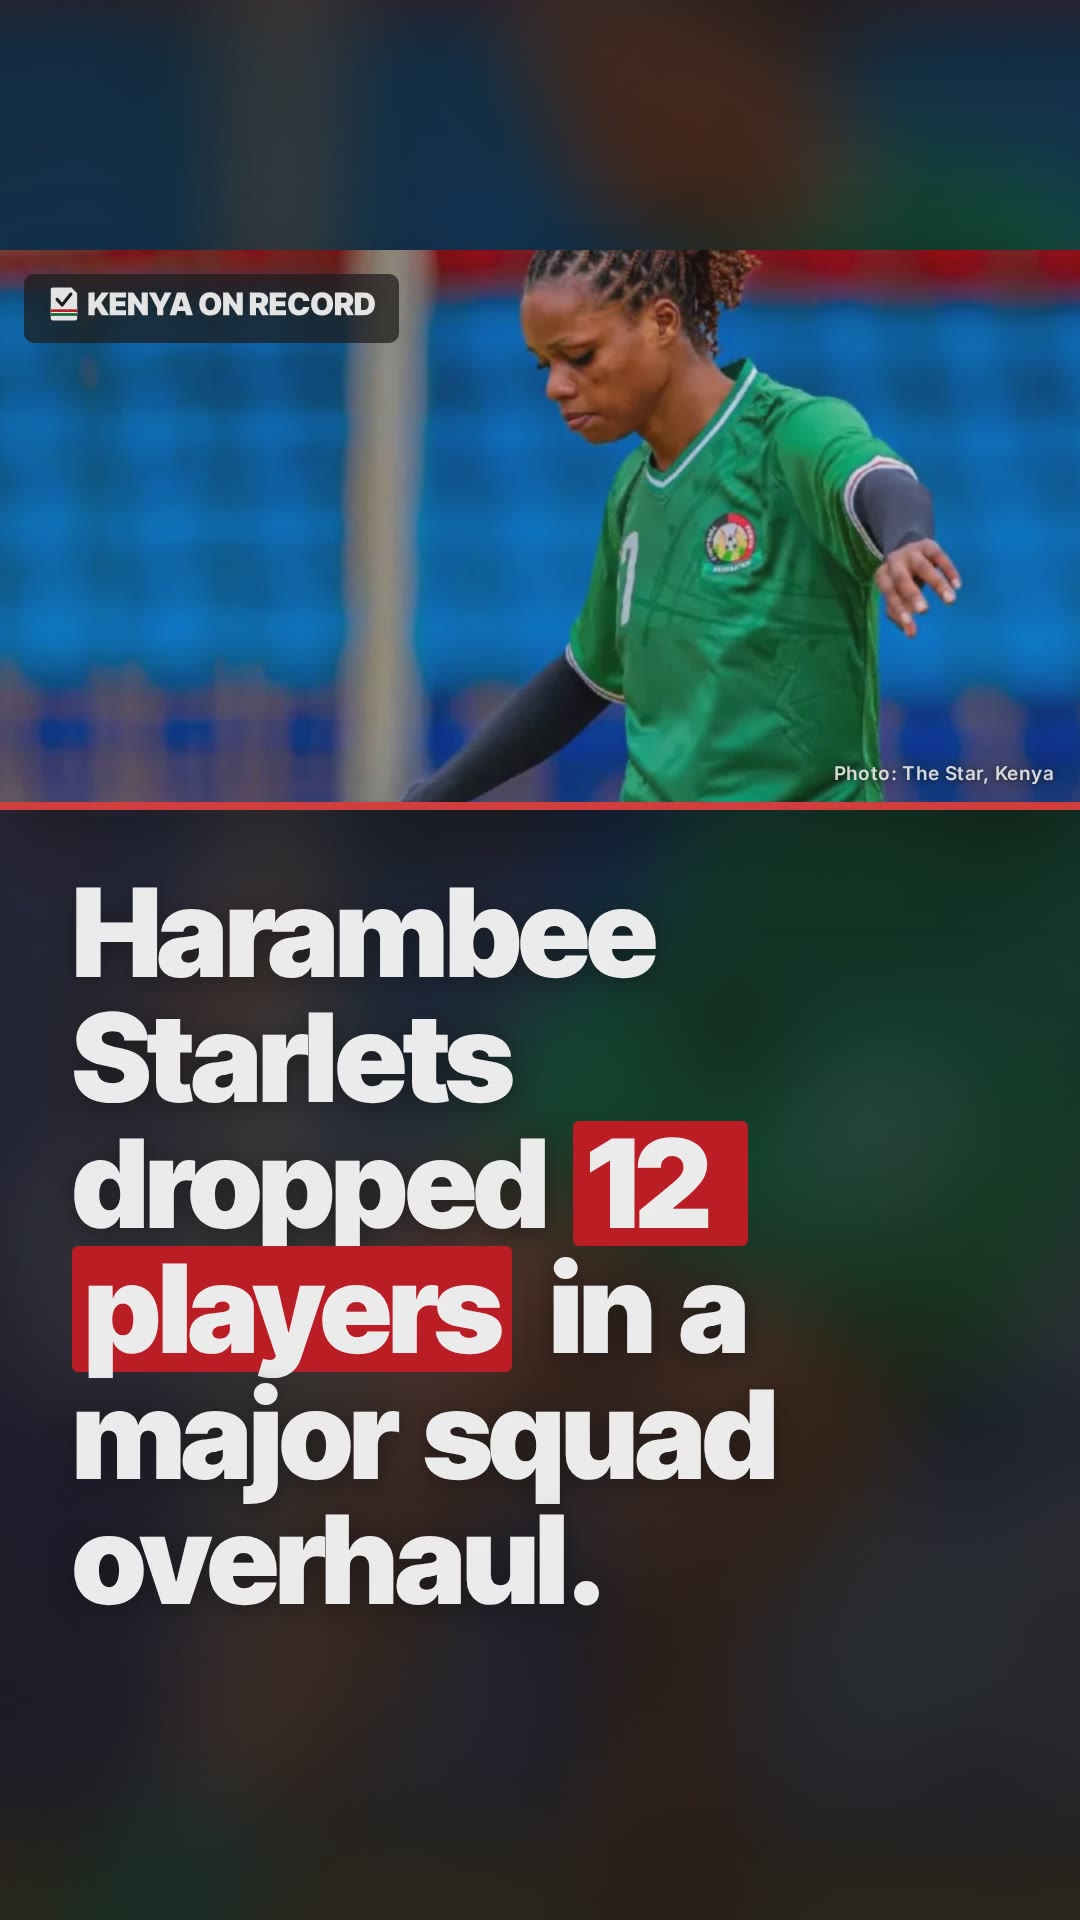 KENYA ON RECORD
Photo: The Star, Kenya
Harambee
Starlets
dropped 12
players in a
major squad
overhaul.